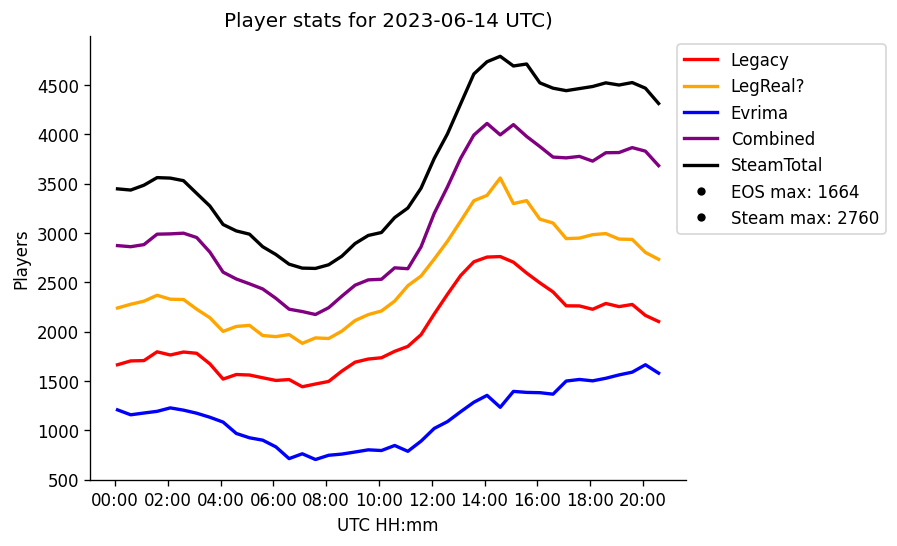 Player stats for 2023-06-14 UTC)
Legacy
LegReal?
Evrima
Combined
SteamTotal
EOS max: 1664
Steam max: 2760
Players
4500
4000
3500
3000
2500
2000
1500
1000
500
00:00 02:00 04:00 06:00 08:00 10:00 12:00 14:00 16:00 18:00 20:00
UTC HH:mm